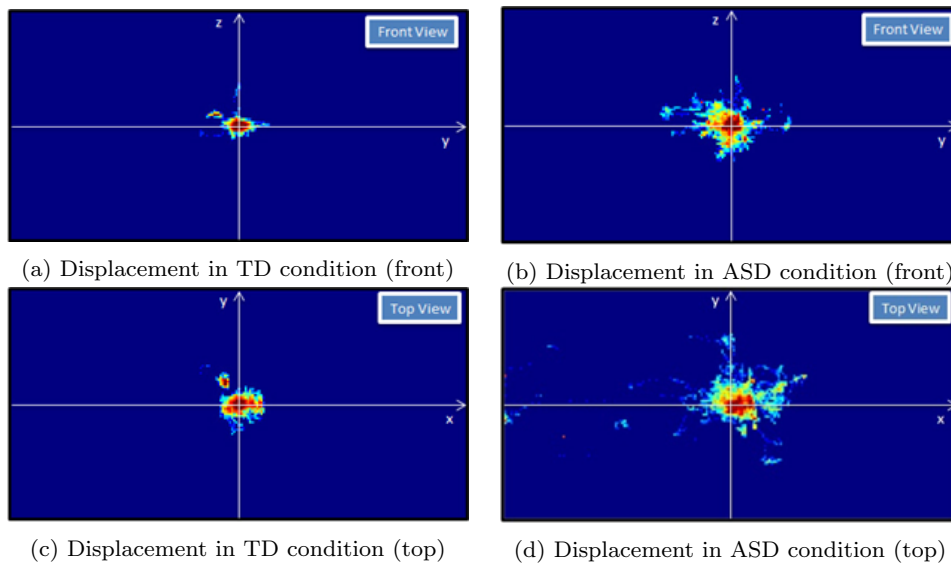 z
Front View
y
z
Front View
y
(a) Displacement in TD condition (front)
(b) Displacement in ASD condition (front)
y
Top View
x
y
Top View
x
(c) Displacement in TD condition (top)
(d) Displacement in ASD condition (top)